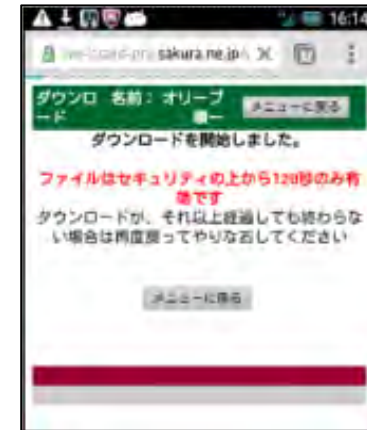 16:14
sakura.ne.jp
ダウンロ 名前： オリーブ メニューに戻る
ード 順一
ダウンロードを開始しました。
ファイルはセキュリティの上から120秒のみ有
効です
ダウンロードが、それ以上経過しても終わらな
い場合は再度戻ってやりなおしてください
メニューに戻る